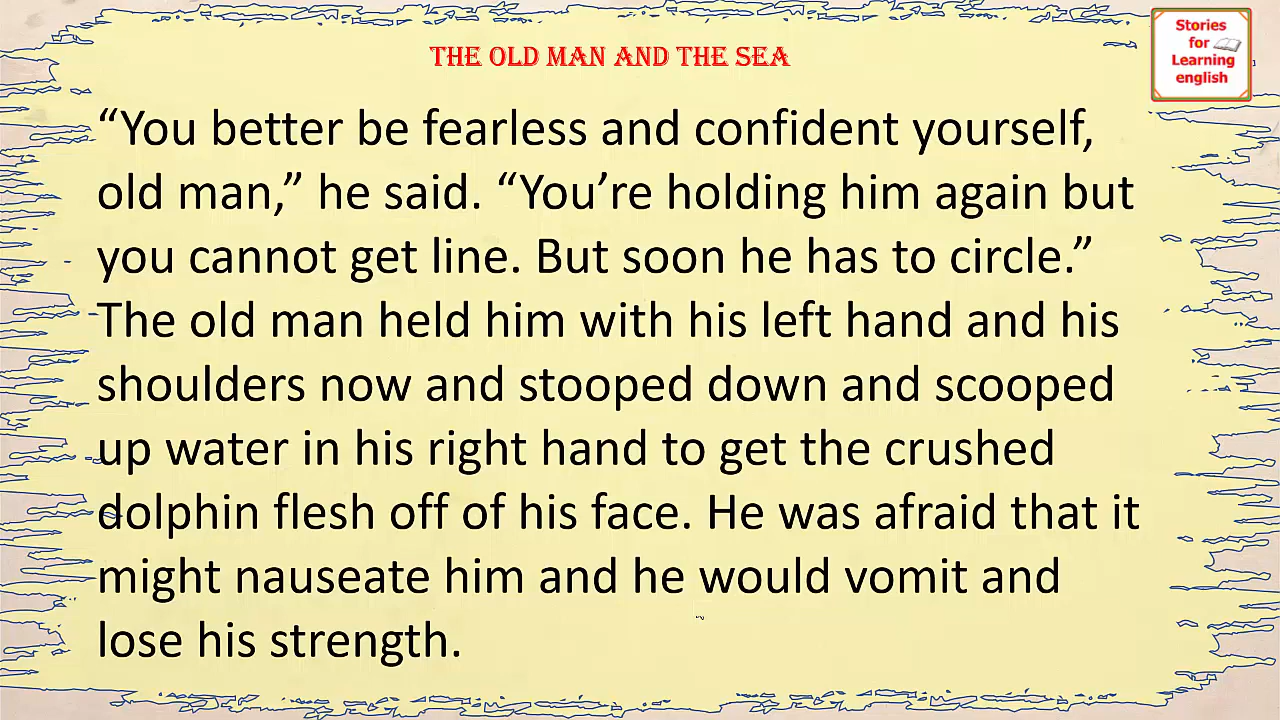 THE OLD MAN AND THE SEA
Stories
for
Learning
english
“You better be fearless and confident yourself,
old man,” he said. “You’re holding him again but
you cannot get line. But soon he has to circle.”
The old man held him with his left hand and his
shoulders now and stooped down and scooped
up water in his right hand to get the crushed
dolphin flesh off of his face. He was afraid that it
might nauseate him and he would vomit and
lose his strength.